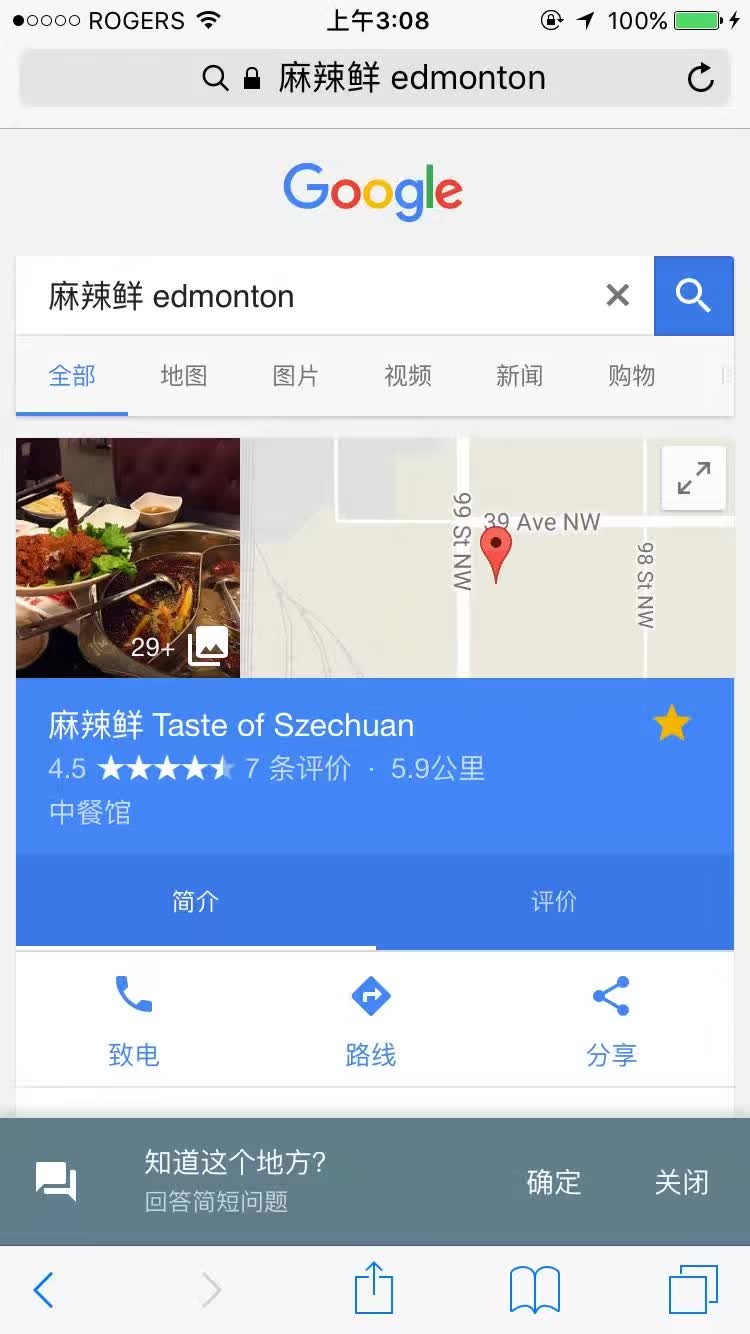 ROGERS 上午3:08 100%
麻辣鲜 edmonton
Google
麻辣鲜 edmonton
全部 地图 图片 视频 新闻 购物
99 St NW
39 Ave NW
98 St NW
29+
麻辣鲜 Taste of Szechuan
4.5 7 条评价 · 5.9公里
中餐馆
简介 评价
致电 路线 分享
知道这个地方?
回答简短问题
确定 关闭